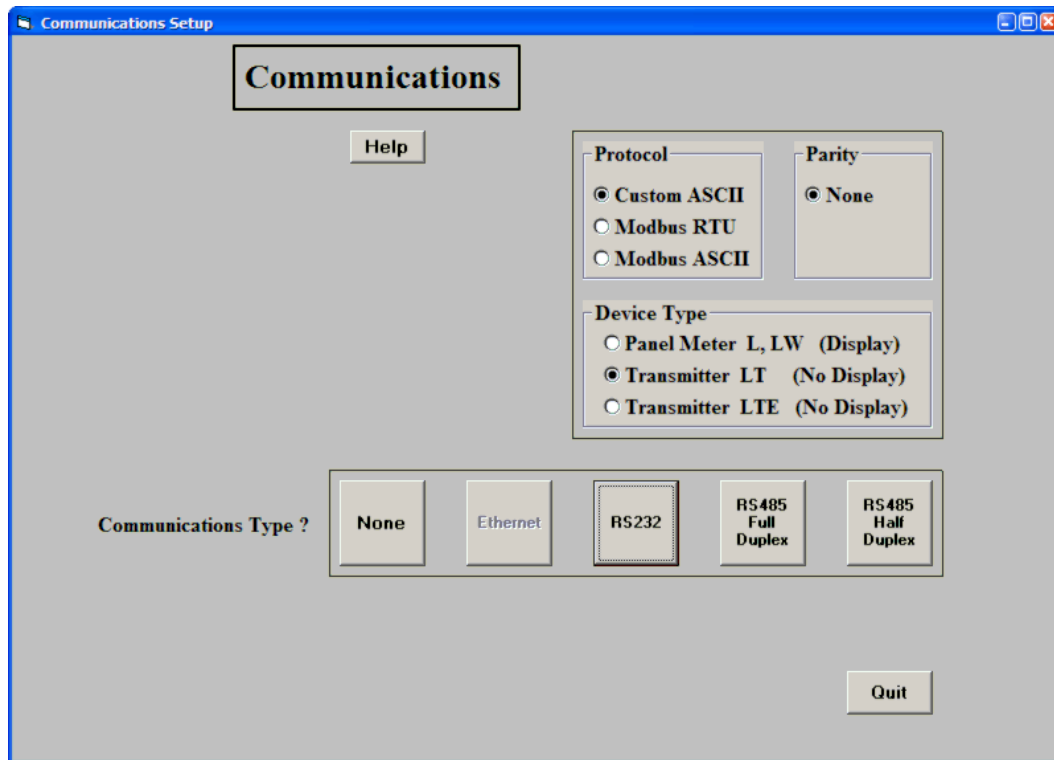 Communications Setup
Communications
Help
Protocol
Custom ASCII
Modbus RTU
Modbus ASCII
Parity
None
Device Type
Panel Meter L, LW (Display)
Transmitter LT (No Display)
Transmitter LTE (No Display)
Communications Type ?
None
Ethernet
RS232
RS485
Full
Duplex
RS485
Half
Duplex
Quit